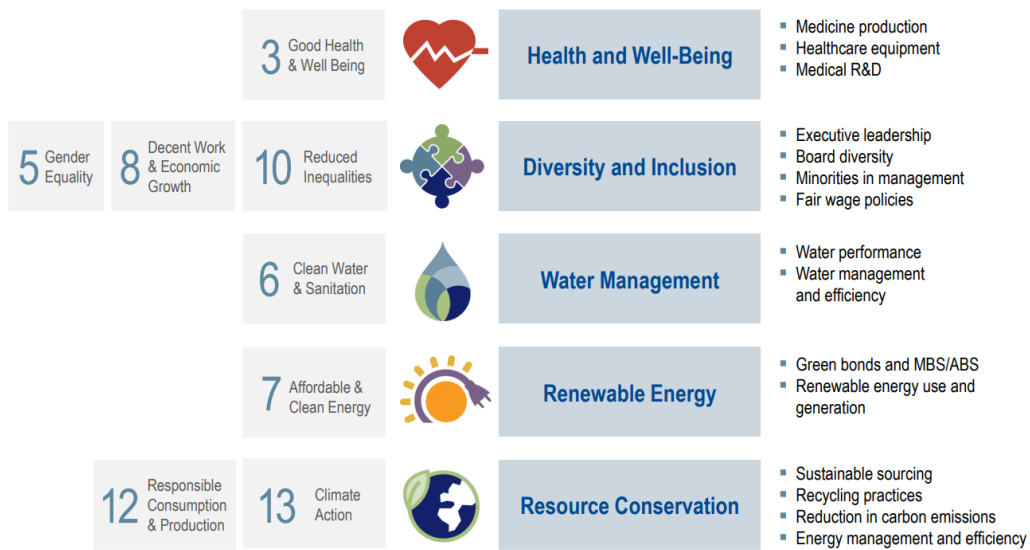 3
Good Health
& Well Being
Health and Well-Being
▪ Medicine production
▪ Healthcare equipment
▪ Medical R&D
5
Gender
Equality
8
Decent Work
& Economic
Growth
10
Reduced
Inequalities
Diversity and Inclusion
▪ Executive leadership
▪ Board diversity
▪ Minorities in management
▪ Fair wage policies
6
Clean Water
& Sanitation
Water Management
▪ Water performance
▪ Water management
and efficiency
7
Affordable &
Clean Energy
Renewable Energy
▪ Green bonds and MBS/ABS
▪ Renewable energy use and
generation
12
Responsible
Consumption
& Production
13
Climate
Action
Resource Conservation
▪ Sustainable sourcing
▪ Recycling practices
▪ Reduction in carbon emissions
▪ Energy management and efficiency